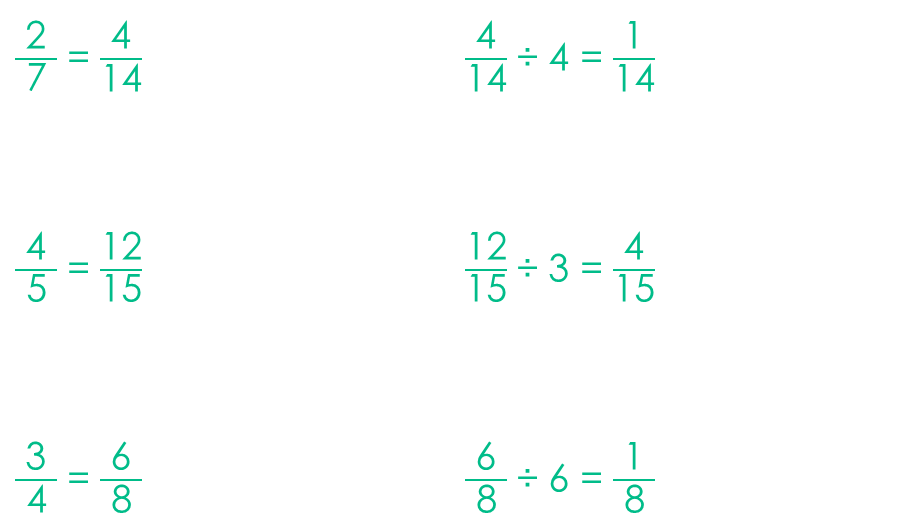 2/7 = 4/14    4/14 ÷ 4 = 1/14
4/5 = 12/15    12/15 ÷ 3 = 4/15
3/4 = 6/8    6/8 ÷ 6 = 1/8